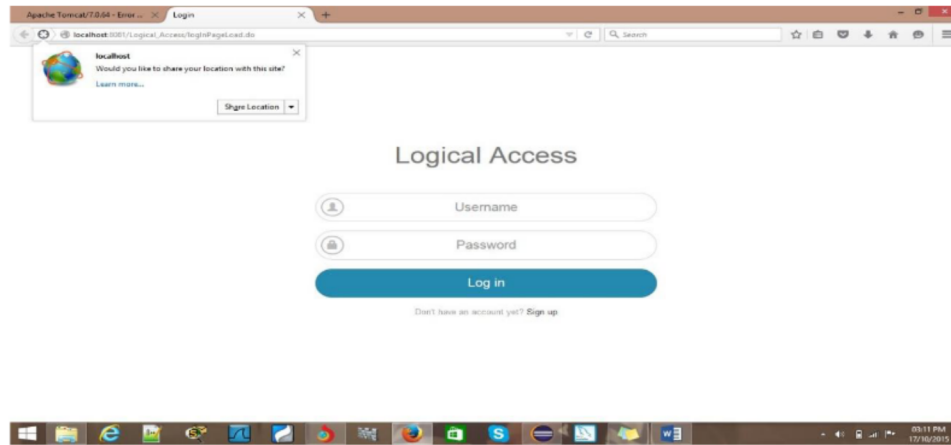 Apache Tomcat/7.0.64 - Error ...
Login
localhost:8081/Logical_Access/loginPageLoad.do
Search
localhost
Would you like to share your location with this site?
Learn more...
Share Location
Logical Access
Username
Password
Log in
Don't have an account yet? Sign up
03:11 PM
17/10/2015